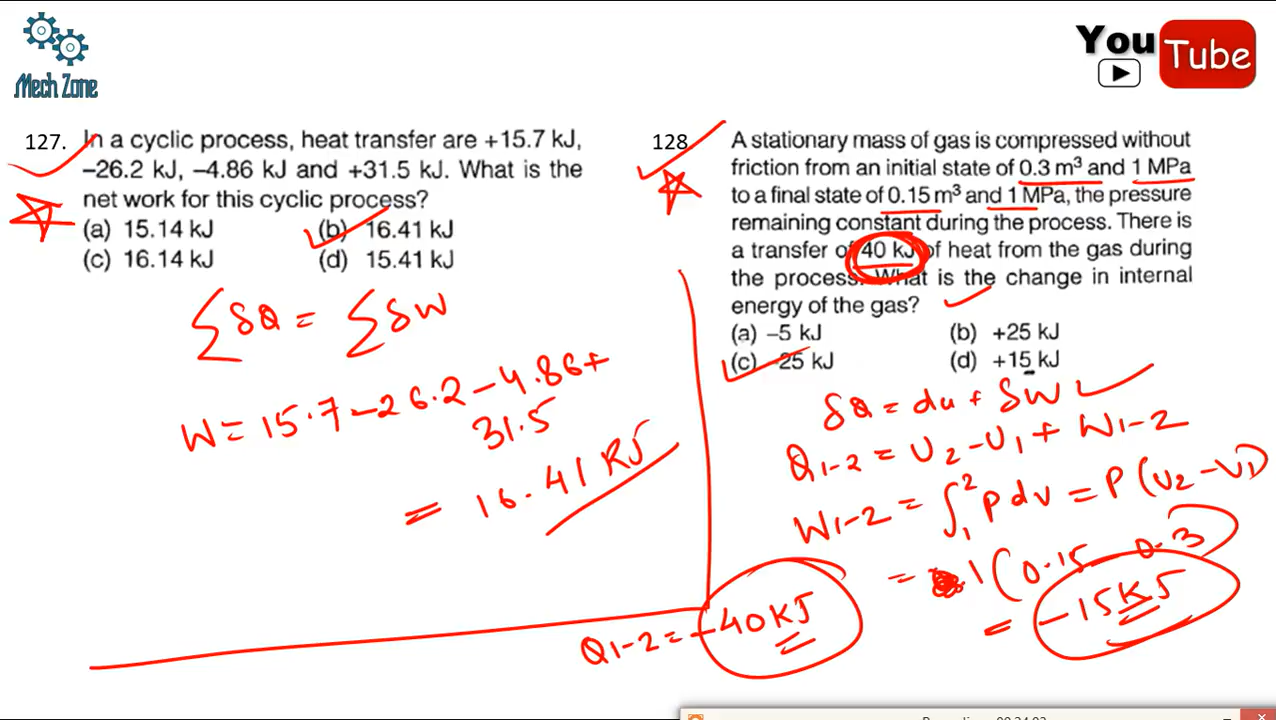 Mech Zone
You Tube
127. In a cyclic process, heat transfer are +15.7 kJ,
–26.2 kJ, –4.86 kJ and +31.5 kJ. What is the
net work for this cyclic process?
(a) 15.14 kJ (b) 16.41 kJ
(c) 16.14 kJ (d) 15.41 kJ
∑ δQ = ∑ δW
W = 15.7 – 26.2 – 4.86 +
31.5
= 16.41 KJ
128 A stationary mass of gas is compressed without
friction from an initial state of 0.3 m³ and 1 MPa
to a final state of 0.15 m³ and 1 MPa, the pressure
remaining constant during the process. There is
a transfer of 40 kJ of heat from the gas during
the process. What is the change in internal
energy of the gas?
(a) –5 kJ (b) +25 kJ
(c) –25 kJ (d) +15 kJ
δQ = du + δW
Q1-2 = U2 – U1 + W1-2
W1-2 = ∫₁² P dv = P (V2 – V1)
= 1 (0.15 – 0.3)
= –15 KJ
Q1-2 = –40 KJ